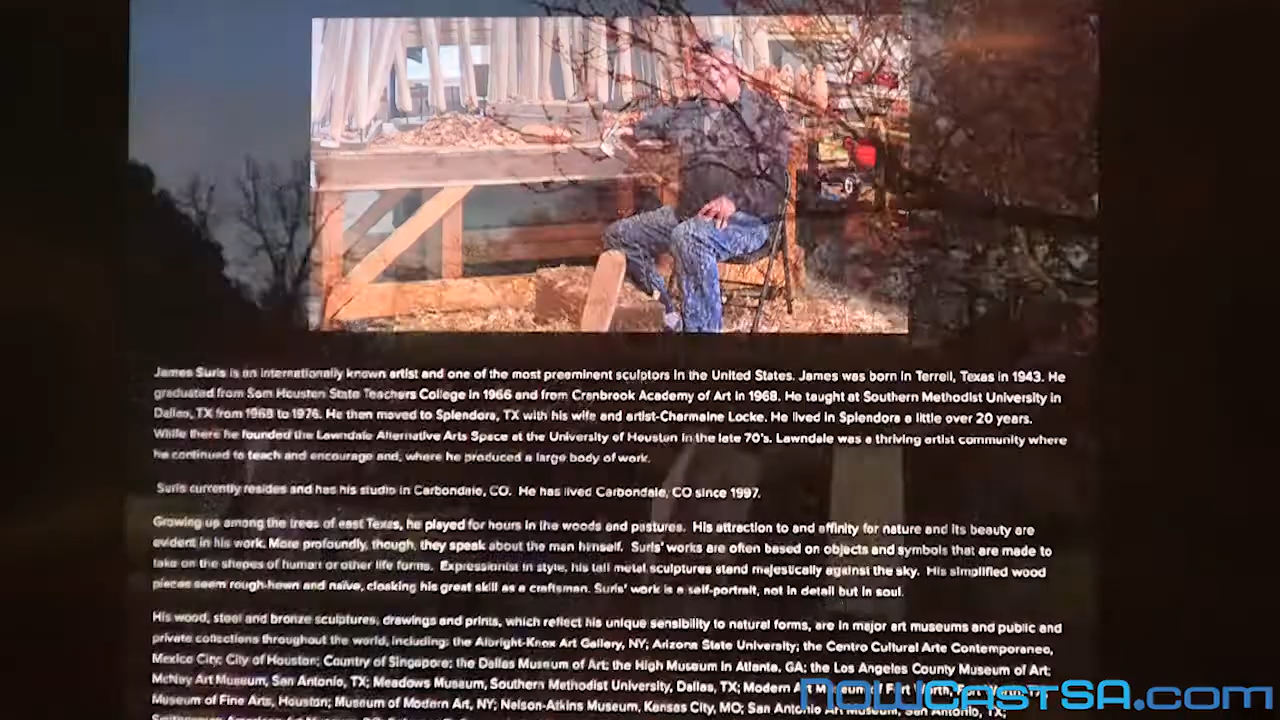 James Surls is an internationally known artist and one of the most preeminent sculptors in the United States. James was born in Terrell, Texas in 1943. He
graduated from Sam Houston State Teachers College in 1966 and from Cranbrook Academy of Art in 1968. He taught at Southern Methodist University in
Dallas, TX from 1968 to 1976. He then moved to Splendora, TX with his wife and artist-Charmaine Locke. He lived in Splendora a little over 20 years.
While there he founded the Lawndale Alternative Arts Space at the University of Houston in the late 70's. Lawndale was a thriving artist community where
he continued to teach and encourage and, where he produced a large body of work.
Surls currently resides and has his studio in Carbondale, CO. He has lived Carbondale, CO since 1997.
Growing up among the trees of east Texas, he played for hours in the woods and pastures. His attraction to and affinity for nature and its beauty are
evident in his work. More profoundly, though, they speak about the man himself. Surls' works are often based on objects and symbols that are made to
take on the shapes of human or other life forms. Expressionist in style, his tall metal sculptures stand majestically against the sky. His simplified wood
pieces seem rough-hewn and naïve, cloaking his great skill as a craftsman. Surls' work is a self-portrait, not in detail but in soul.
His wood, steel and bronze sculptures, drawings and prints, which reflect his unique sensibility to natural forms, are in major art museums and public and
private collections throughout the world, including: the Albright-Knox Art Gallery, NY; Arizona State University; the Centro Cultural Arte Contemporaneo,
Mexico City; City of Houston; Country of Singapore; the Dallas Museum of Art; the High Museum in Atlanta, GA; the Los Angeles County Museum of Art;
McNay Art Museum, San Antonio, TX; Meadows Museum, Southern Methodist University, Dallas, TX; Modern Art Museum of Fort Worth, Fort Worth,
Museum of Fine Arts, Houston; Museum of Modern Art, NY; Nelson-Atkins Museum, Kansas City, MO; San Antonio Art Museum, San Antonio, TX;
NOWCastSA.com